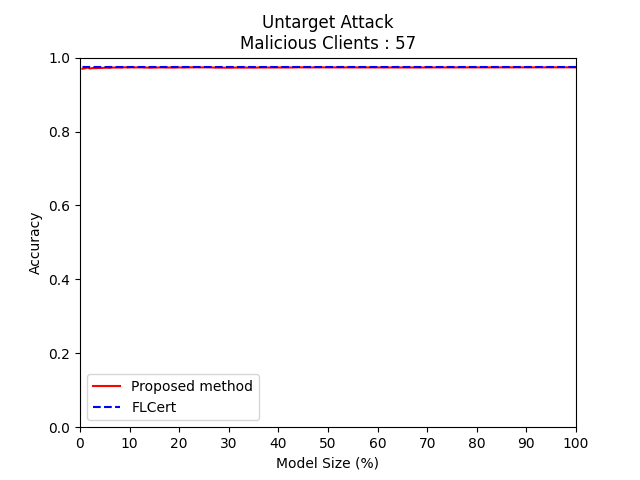 Untarget Attack
Malicious Clients : 57
1.0
0.8
0.6
0.4
0.2
0.0
Accuracy
Proposed method
FLCert
0 10 20 30 40 50 60 70 80 90 100
Model Size (%)